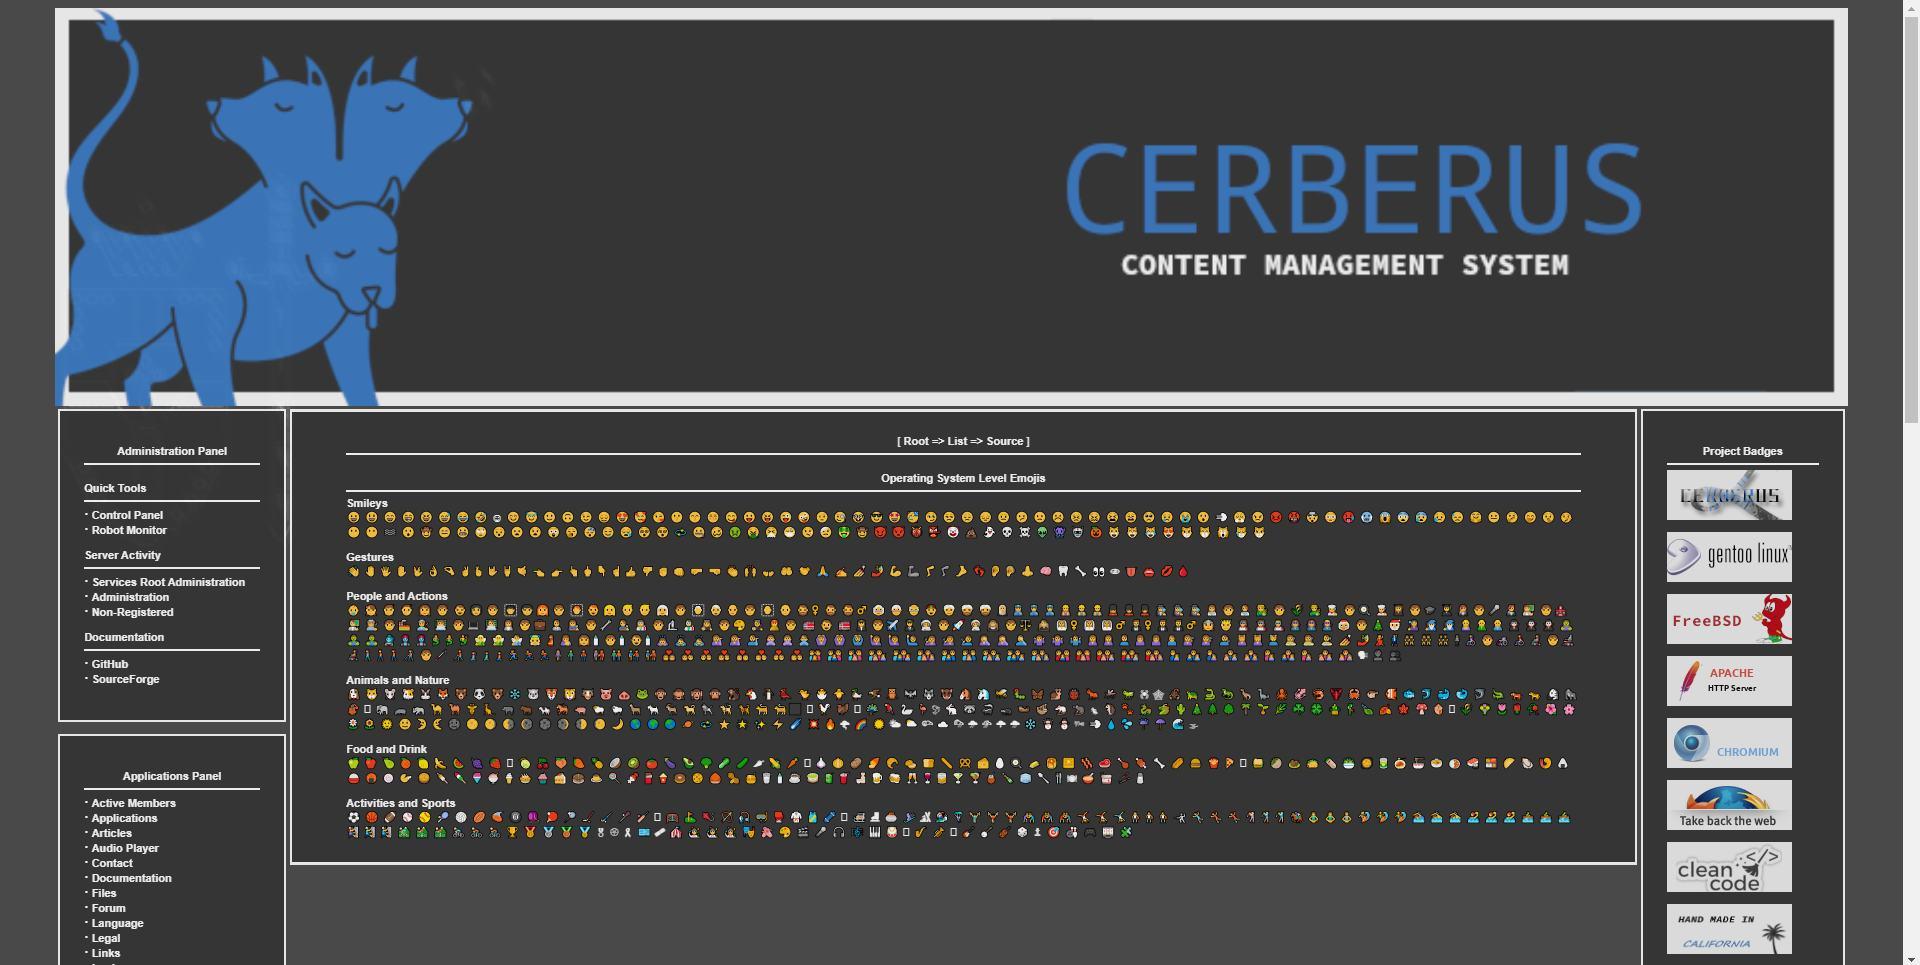 CERBERUS
CONTENT MANAGEMENT SYSTEM
Administration Panel
Quick Tools
· Control Panel
· Robot Monitor
Server Activity
· Services Root Administration
· Administration
· Non-Registered
Documentation
· GitHub
· SourceForge
Applications Panel
· Active Members
· Applications
· Articles
· Audio Player
· Contact
· Documentation
· Files
· Forum
· Language
· Legal
· Links
[ Root => List => Source ]
Operating System Level Emojis
Smileys
Gestures
People and Actions
Animals and Nature
Food and Drink
Activities and Sports
Project Badges
CERBERUS
gentoo linux
FreeBSD
APACHE
HTTP Server
CHROMIUM
Take back the web
clean
code
HAND MADE IN
CALIFORNIA